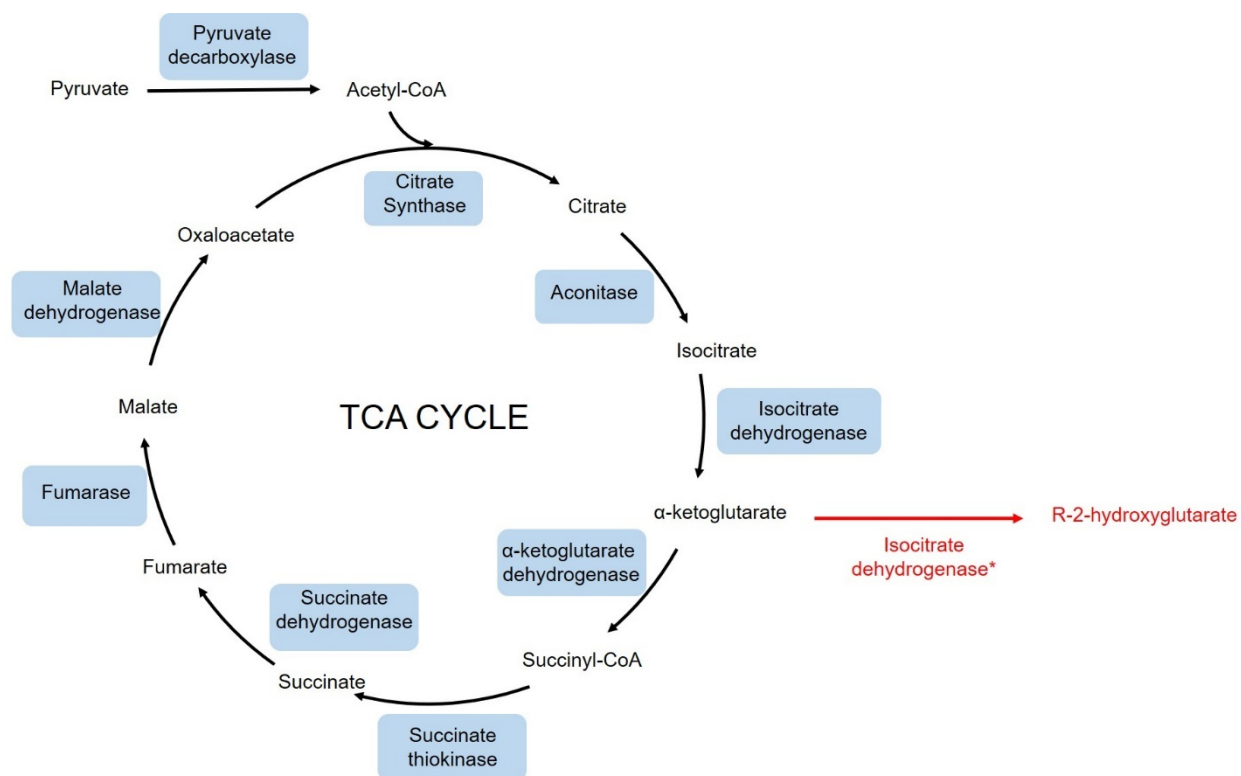 Pyruvate
decarboxylase
Pyruvate
Acetyl-CoA
Citrate
Synthase
Citrate
Oxaloacetate
Malate
dehydrogenase
Aconitase
Isocitrate
Malate
TCA CYCLE
Isocitrate
dehydrogenase
Fumarase
α-ketoglutarate
R-2-hydroxyglutarate
Isocitrate
dehydrogenase*
α-ketoglutarate
dehydrogenase
Fumarate
Succinate
dehydrogenase
Succinyl-CoA
Succinate
Succinate
thiokinase